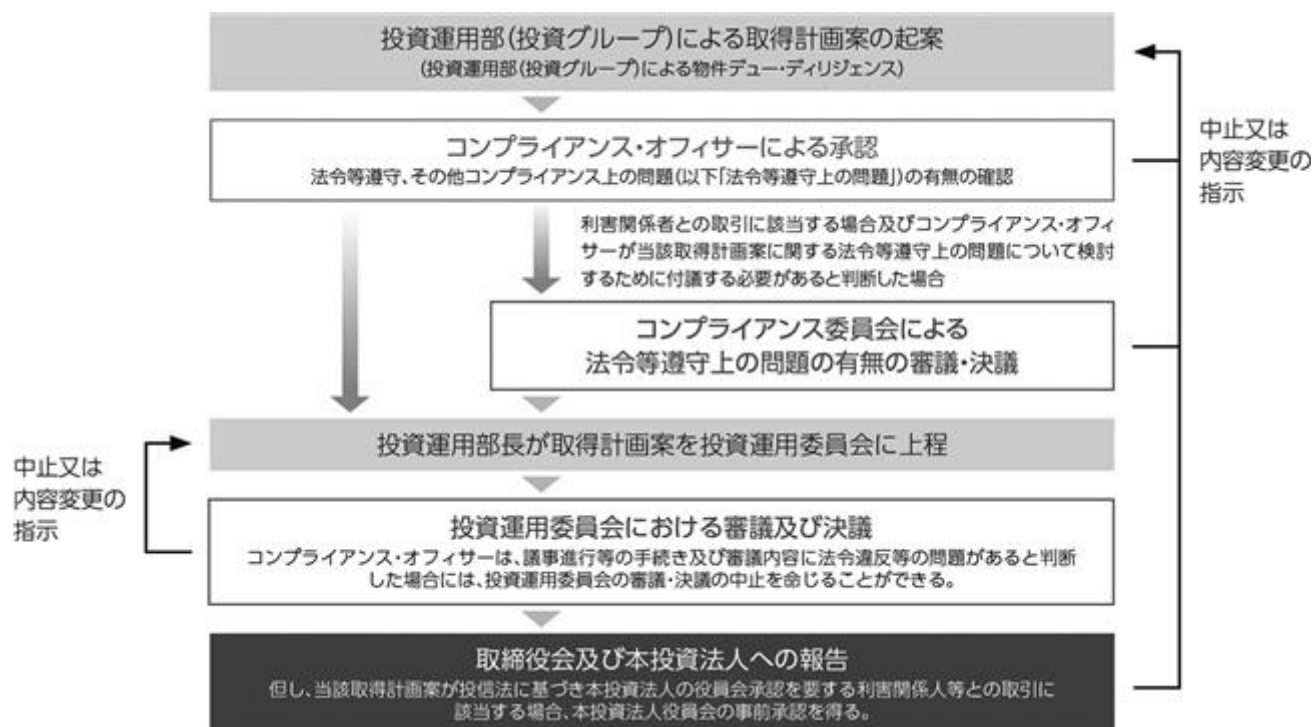 投資運用部(投資グループ)による取得計画案の起案
(投資運用部(投資グループ)による物件デュー・ディリジェンス)
コンプライアンス・オフィサーによる承認
法令等遵守、その他コンプライアンス上の問題(以下「法令等遵守上の問題」)の有無の確認
中止又は
内容変更の
指示
利害関係者との取引に該当する場合及びコンプライアンス・オフィ
サーが当該取得計画案に関する法令等遵守上の問題について検討
するために付議する必要があると判断した場合
コンプライアンス委員会による
法令等遵守上の問題の有無の審議・決議
投資運用部長が取得計画案を投資運用委員会に上程
中止又は
内容変更の
指示
投資運用委員会における審議及び決議
コンプライアンス・オフィサーは、議事進行等の手続き及び審議内容に法令違反等の問題があると判断
した場合には、投資運用委員会の審議・決議の中止を命じることができる。
取締役会及び本投資法人への報告
但し、当該取得計画案が投信法に基づき本投資法人の役員会承認を要する利害関係人等との取引に
該当する場合、本投資法人役員会の事前承認を得る。